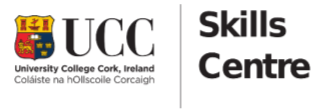 UCC
University College Cork, Ireland
Coláiste na hOllscoile Corcaigh
Skills
Centre